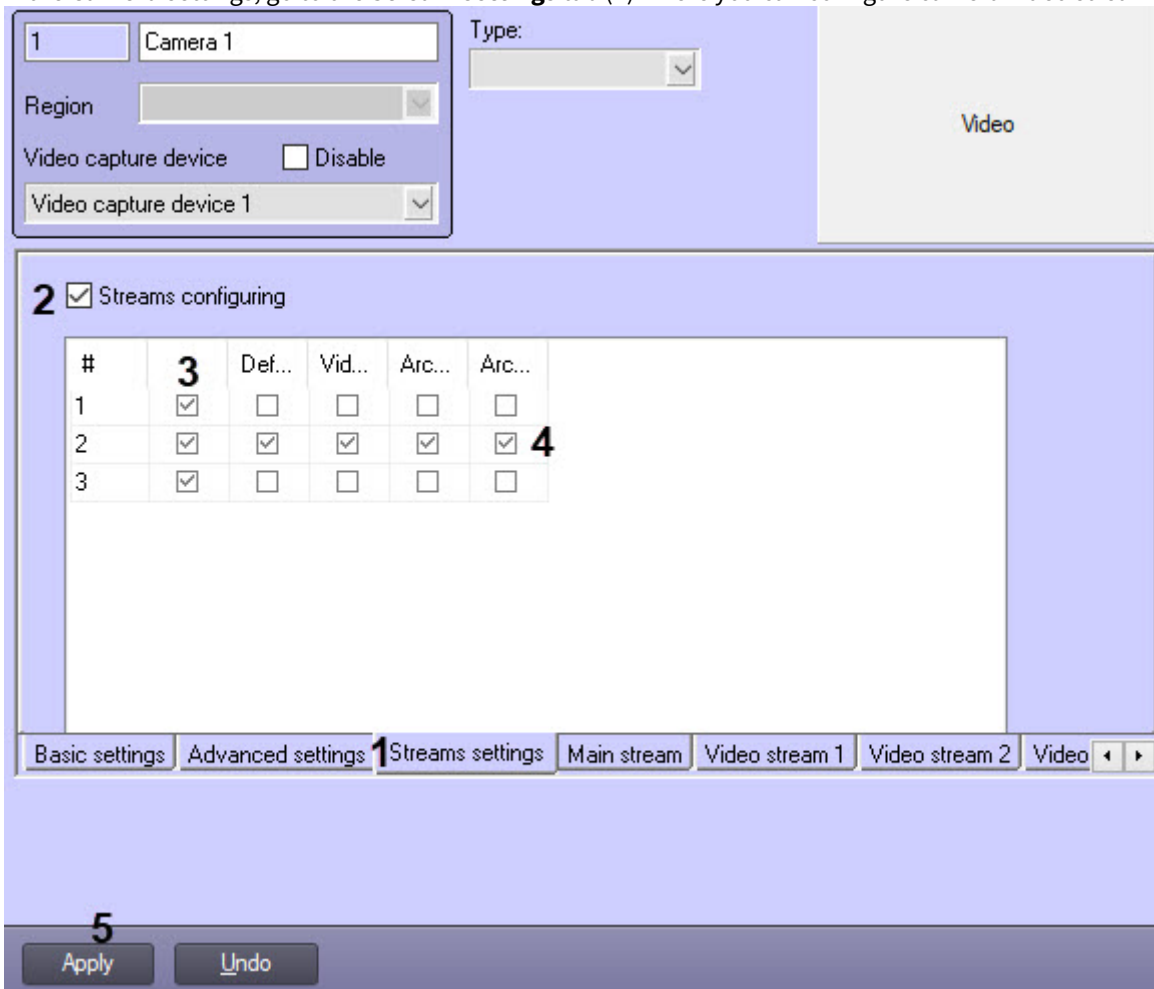 1 Camera 1 Type:
Region
Video
Video capture device Disable
Video capture device 1
2 Streams configuring
# 3 Def... Vid... Arc... Arc...
1
2 4
3
Basic settings Advanced settings 1 Streams settings Main stream Video stream 1 Video stream 2 Video
5
Apply Undo